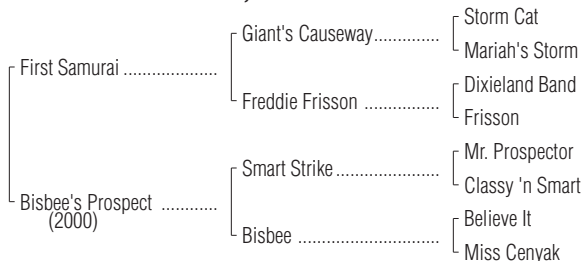 Storm Cat
Giant's Causeway...............
Mariah's Storm
First Samurai .....................
Dixieland Band
Freddie Frisson .................
Frisson
Mr. Prospector
Smart Strike.......................
Classy 'n Smart
Bisbee's Prospect ............
(2000)
Believe It
Bisbee ................................
Miss Cenyak